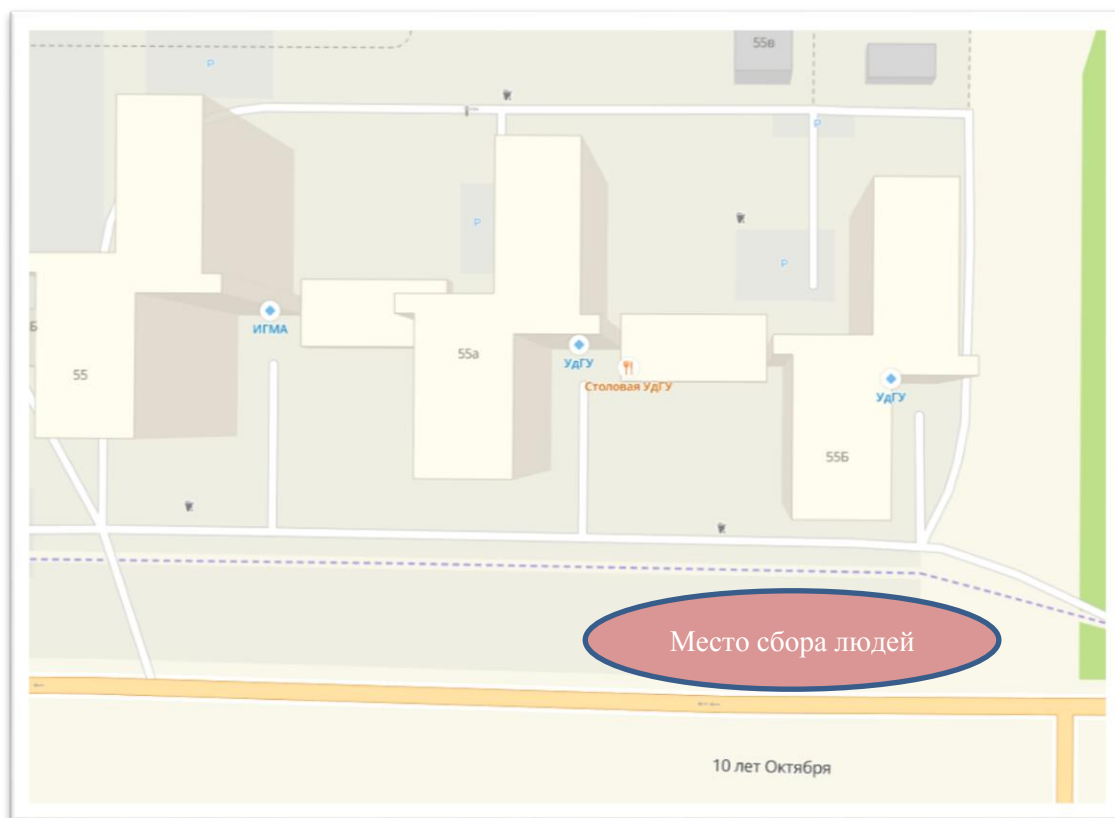 55в
P
P
P
P
Б
ИГМА
55а
УдГУ
Столовая УдГУ
УдГУ
55
55Б
Место сбора людей
10 лет Октября